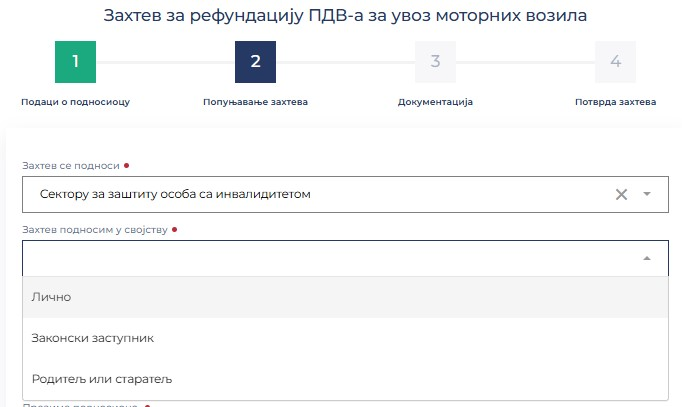 Захтев за рефундацију ПДВ-а за увоз моторних возила
1
2
3
4
Подаци о подносиоцу
Попуњавање захтева
Документација
Потврда захтева
Захтев се подноси
Сектору за заштиту особа са инвалидитетом
Захтев подносим у својству
Лично
Законски заступник
Родитељ или старатељ